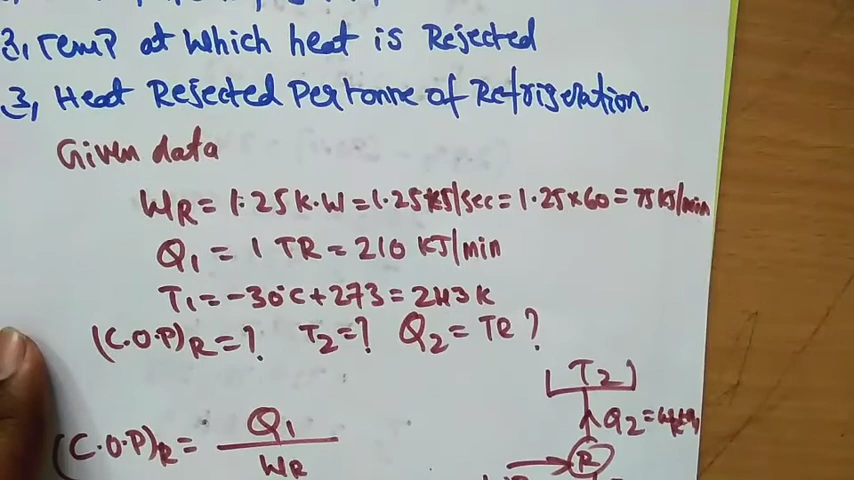 3, Temp at which heat is Rejected
3, Heat Rejected Per tonne of Refrigeration.
Given data
WR = 1.25 K.W = 1.25 KJ/sec = 1.25 x 60 = 75 KJ/min
Q1 = 1 TR = 210 KJ/min
T1 = -30°C + 273 = 243 K
(C.O.P)R = ? T2 = ? Q2 = TR ?
T2
Q2 =
(C.O.P)R = Q1 / WR
R